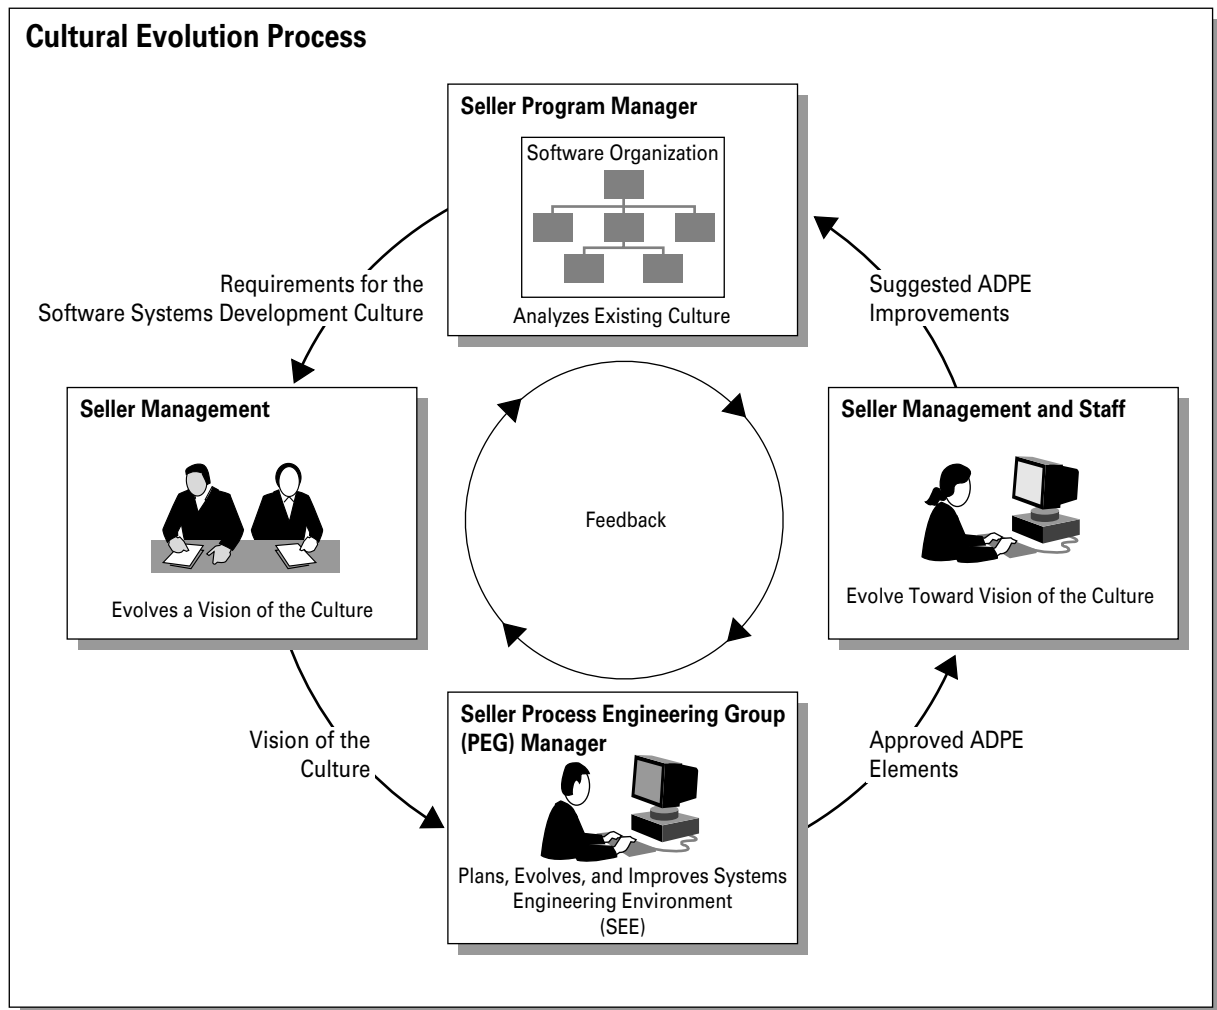 Cultural Evolution Process
Seller Program Manager
Software Organization
Analyzes Existing Culture
Requirements for the
Software Systems Development Culture
Suggested ADPE
Improvements
Seller Management
Evolves a Vision of the Culture
Feedback
Seller Management and Staff
Evolve Toward Vision of the Culture
Vision of the
Culture
Seller Process Engineering Group
(PEG) Manager
Plans, Evolves, and Improves Systems
Engineering Environment
(SEE)
Approved ADPE
Elements